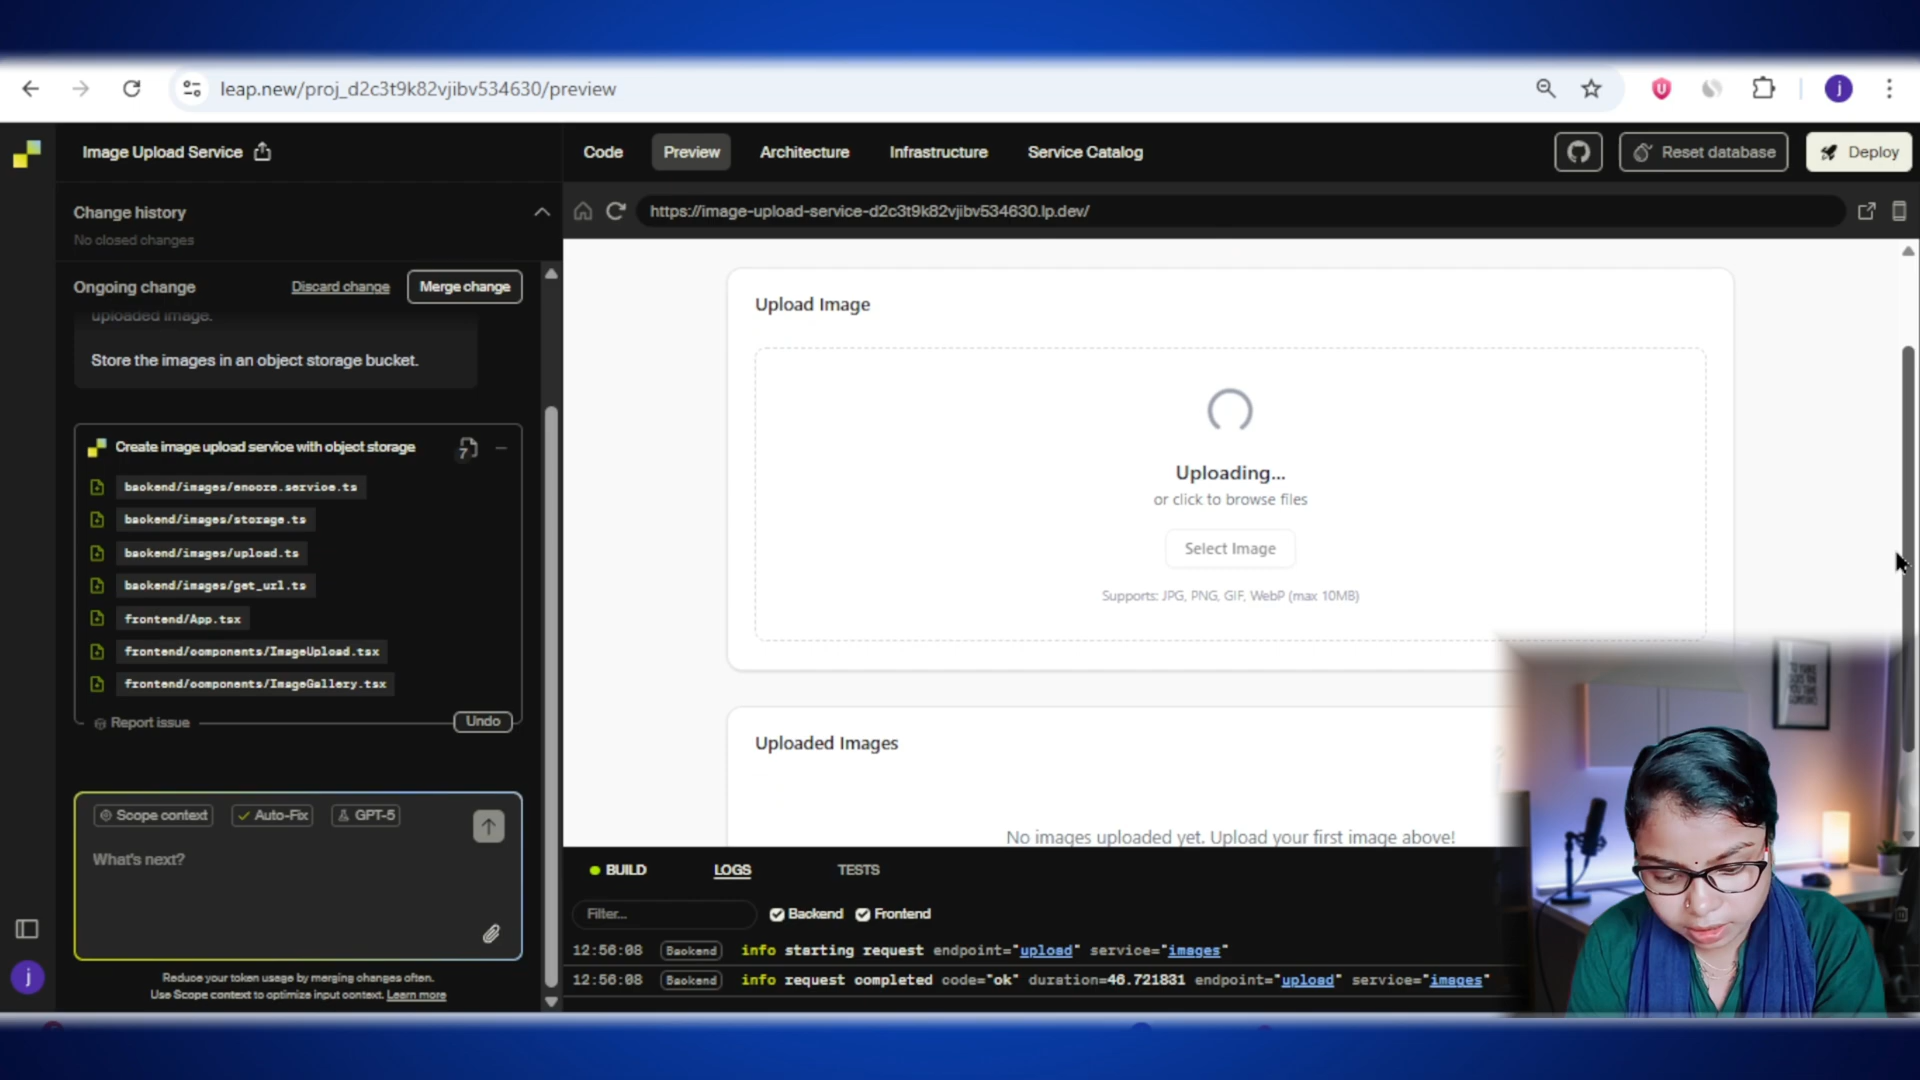 leap.new/proj_d2c3t9k82vjibv534630/preview
j
Image Upload Service
Code
Preview
Architecture
Infrastructure
Service Catalog
Reset database
Deploy
Change history
No closed changes
https://image-upload-service-d2c3t9k82vjibv534630.lp.dev/
Ongoing change
Discard change
Merge change
uploaded image.
Store the images in an object storage bucket.
Create image upload service with object storage
7
backend/images/encore.service.ts
backend/images/storage.ts
backend/images/upload.ts
backend/images/get_url.ts
frontend/App.tsx
frontend/components/ImageUpload.tsx
frontend/components/ImageGallery.tsx
Report issue
Undo
Scope context
Auto-Fix
GPT-5
What's next?
j
Reduce your token usage by merging changes often.
Use Scope context to optimize input context. Learn more
Upload Image
Uploading...
or click to browse files
Select Image
Supports: JPG, PNG, GIF, WebP (max 10MB)
Uploaded Images
No images uploaded yet. Upload your first image above!
BUILD
LOGS
TESTS
Filter...
Backend
Frontend
12:56:08 Backend info starting request endpoint="upload" service="images"
12:56:08 Backend info request completed code="ok" duration=46.721831 endpoint="upload" service="images"